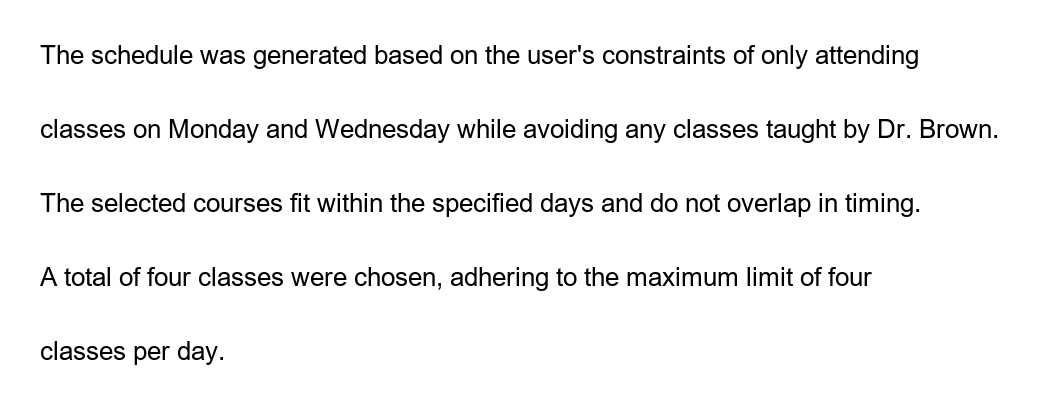 The schedule was generated based on the user's constraints of only attending
classes on Monday and Wednesday while avoiding any classes taught by Dr. Brown.
The selected courses fit within the specified days and do not overlap in timing.
A total of four classes were chosen, adhering to the maximum limit of four
classes per day.